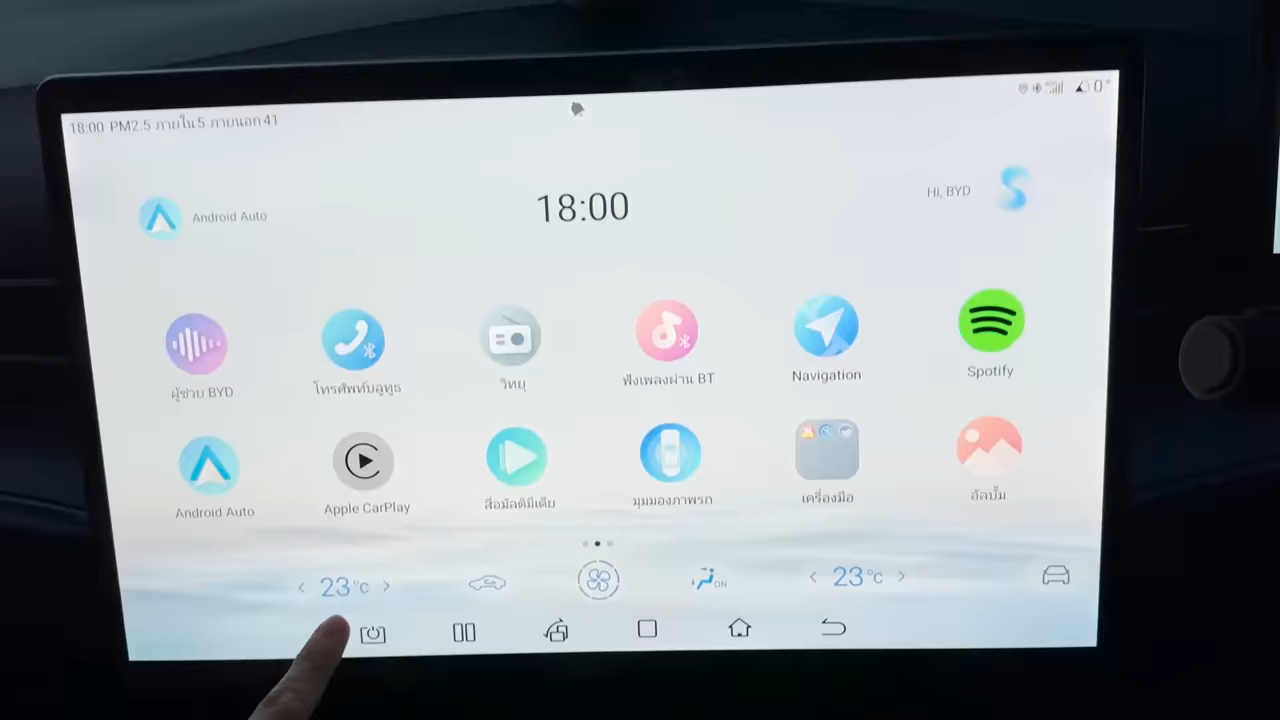 18:00 PM2.5 ภายใน 5 ภายนอก 41
0°
Android Auto
18:00
Hi, BYD
ผู้ช่วย BYD
โทรศัพท์บลูทูธ
วิทยุ
ฟังเพลงผ่าน BT
Navigation
Spotify
Android Auto
Apple CarPlay
สื่อมัลติมีเดีย
มุมมองภาพรถ
เครื่องมือ
อัลบั้ม
< 23°C >
ON
< 23°C >